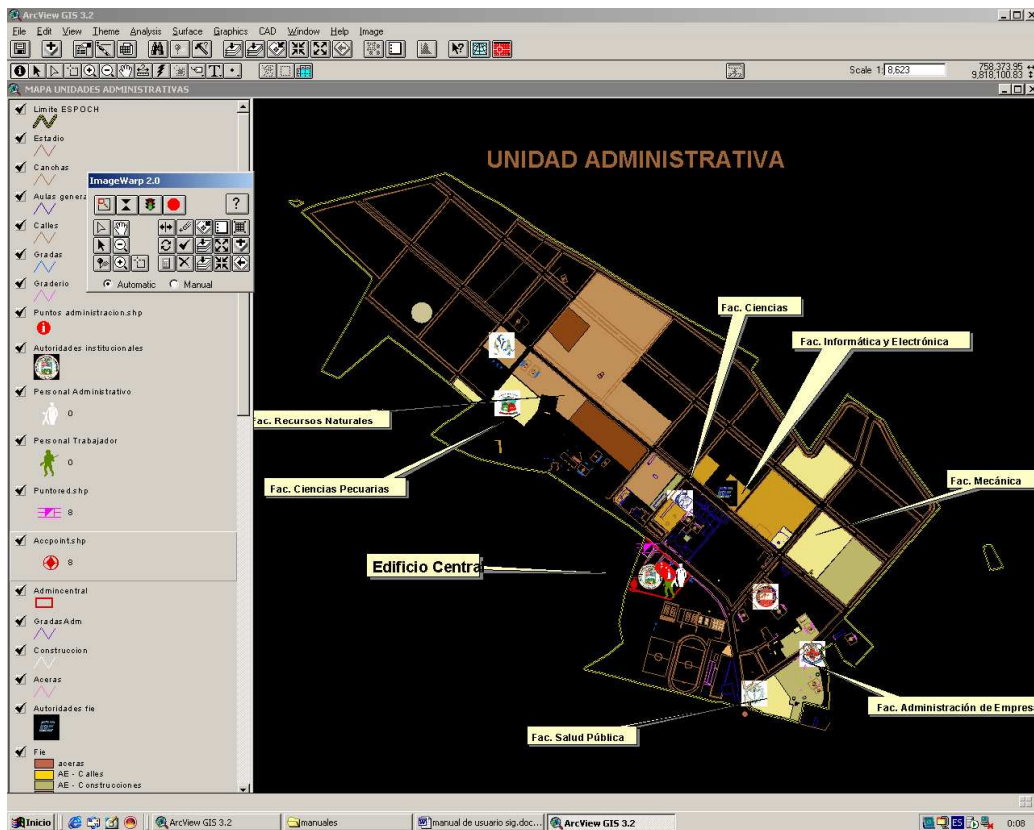 ArcView GIS 3.2
File Edit View Theme Analysis Surface Graphics CAD Window Help Image
Scale 1: 8,623
758,373.95
9,818,100.83
MAPA UNIDADES ADMINISTRATIVAS
Limite ESPOCH
Estadio
Canchas
Aulas genera
Calles
Gradas
Graderio
Puntos administracion.shp
Autoridades institucionales
Personal Administrativo
0
Personal Trabajador
0
Puntored.shp
8
Accpoint.shp
8
Admincentral
GradasAdm
Construccion
Aceras
Autoridades fie
Fie
aceras
AE - Calles
AE - Construcciones
ImageWarp 2.0
?
Automatic Manual
UNIDAD ADMINISTRATIVA
Fac. Ciencias
Fac. Informática y Electrónica
Fac. Recursos Naturales
Fac. Ciencias Pecuarias
Fac. Mecánica
Edificio Centra
Fac. Administración de Empres
Fac. Salud Pública
Inicio
ArcView GIS 3.2
manuales
manual de usuario sig.doc...
ArcView GIS 3.2
ES
0:08